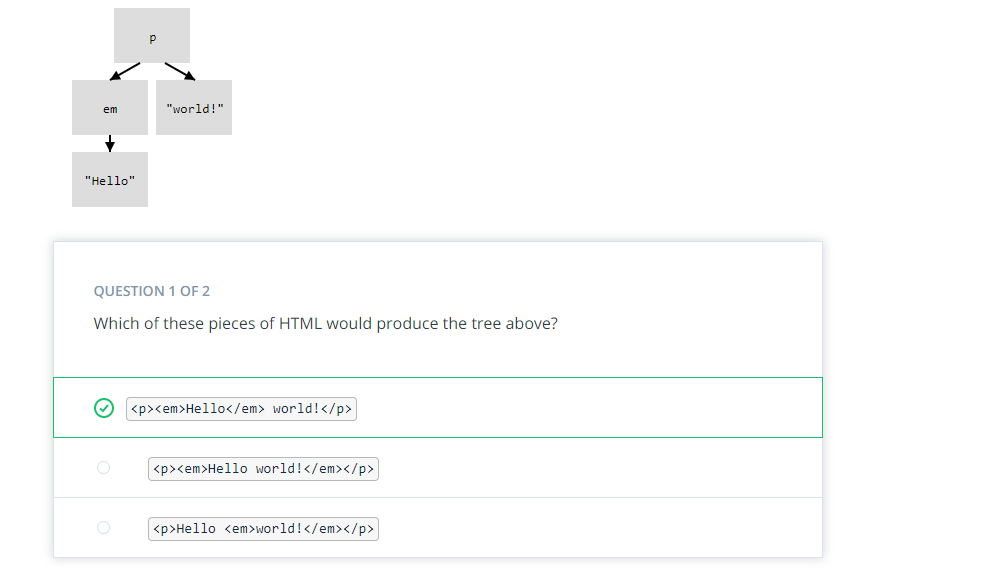 p
em
"world!"
"Hello"
QUESTION 1 OF 2
Which of these pieces of HTML would produce the tree above?
<p><em>Hello</em> world!</p>
<p><em>Hello world!</em></p>
<p>Hello <em>world!</em></p>